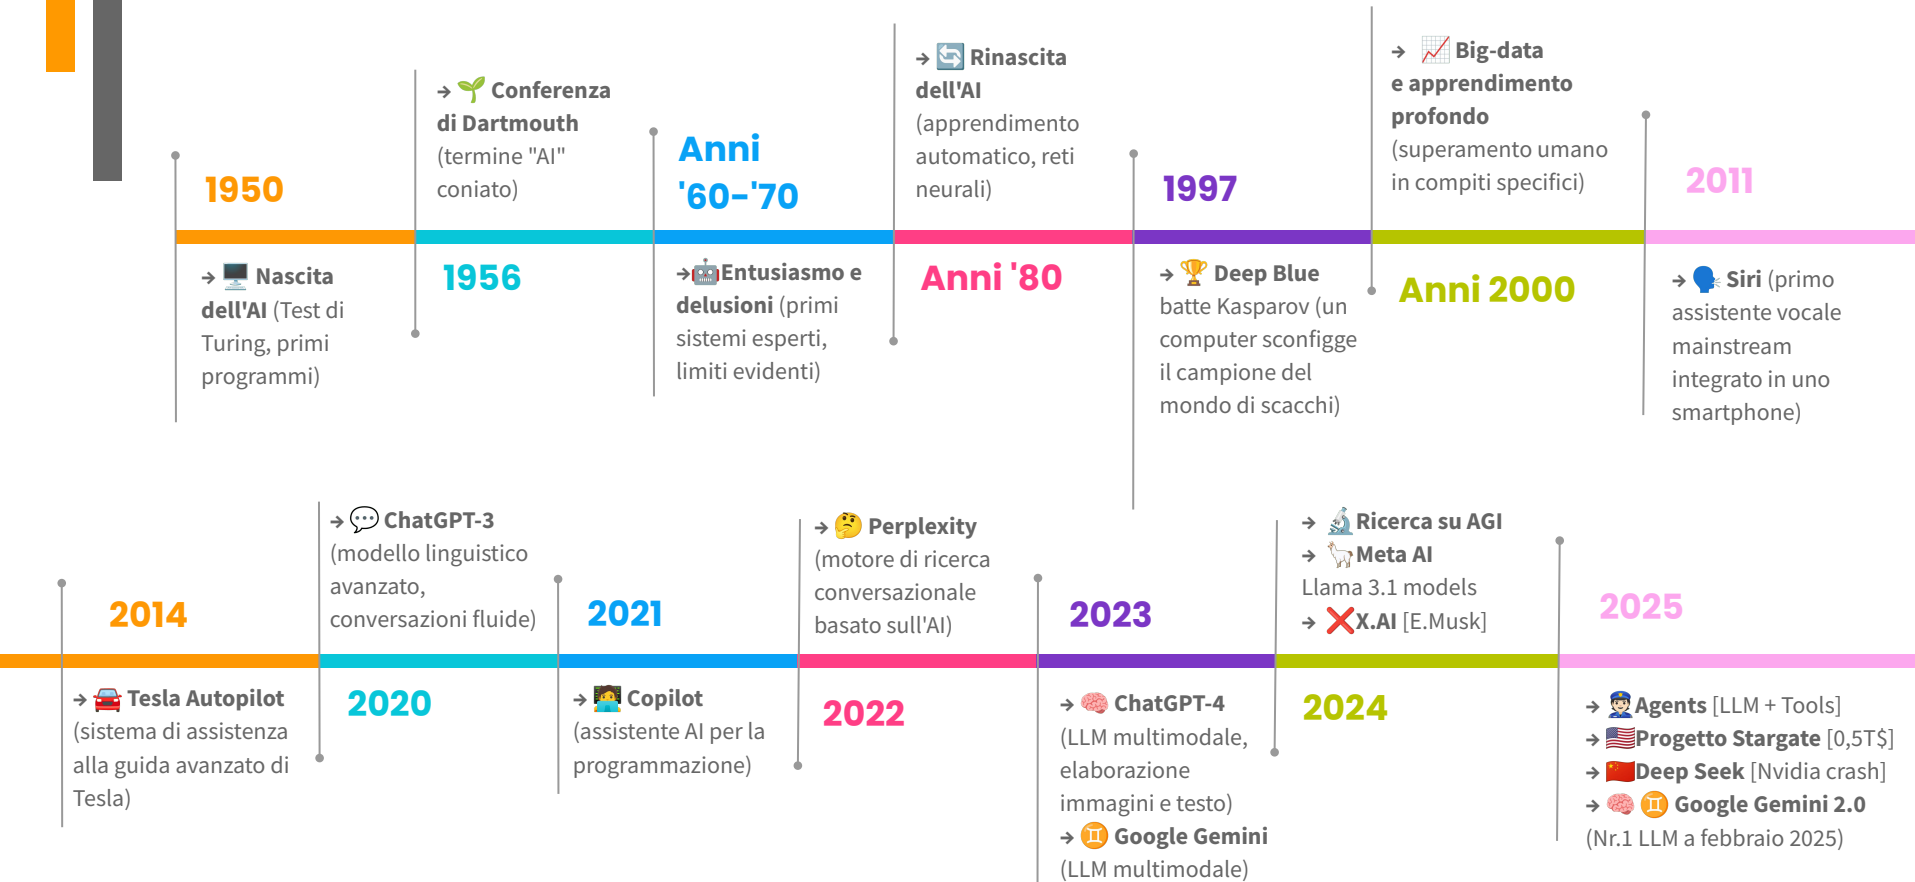 1950
→ 🖥️ Nascita
dell'AI (Test di
Turing, primi
programmi)
→ 🌱 Conferenza
di Dartmouth
(termine "AI"
coniato)
1956
Anni
'60-'70
→🤖Entusiasmo e
delusioni (primi
sistemi esperti,
limiti evidenti)
→ 🔄 Rinascita
dell'AI
(apprendimento
automatico, reti
neurali)
Anni '80
1997
→ 🏆 Deep Blue
batte Kasparov (un
computer sconfigge
il campione del
mondo di scacchi)
→ 📈 Big-data
e apprendimento
profondo
(superamento umano
in compiti specifici)
Anni 2000
2011
→ 🗣️ Siri (primo
assistente vocale
mainstream
integrato in uno
smartphone)
2014
→ 🚘 Tesla Autopilot
(sistema di assistenza
alla guida avanzato di
Tesla)
→ 💬 ChatGPT-3
(modello linguistico
avanzato,
conversazioni fluide)
2020
2021
→ 🧑‍💻 Copilot
(assistente AI per la
programmazione)
→ 🤔 Perplexity
(motore di ricerca
conversazionale
basato sull'AI)
2022
2023
→ 🧠 ChatGPT-4
(LLM multimodale,
elaborazione
immagini e testo)
→ ♊ Google Gemini
(LLM multimodale)
→ 🔬Ricerca su AGI
→ 🦙Meta AI
Llama 3.1 models
→ ❌X.AI [E.Musk]
2024
2025
→ 👮🏻Agents [LLM + Tools]
→ 🇺🇸Progetto Stargate [0,5T$]
→ 🇨🇳Deep Seek [Nvidia crash]
→ 🧠 ♊ Google Gemini 2.0
(Nr.1 LLM a febbraio 2025)